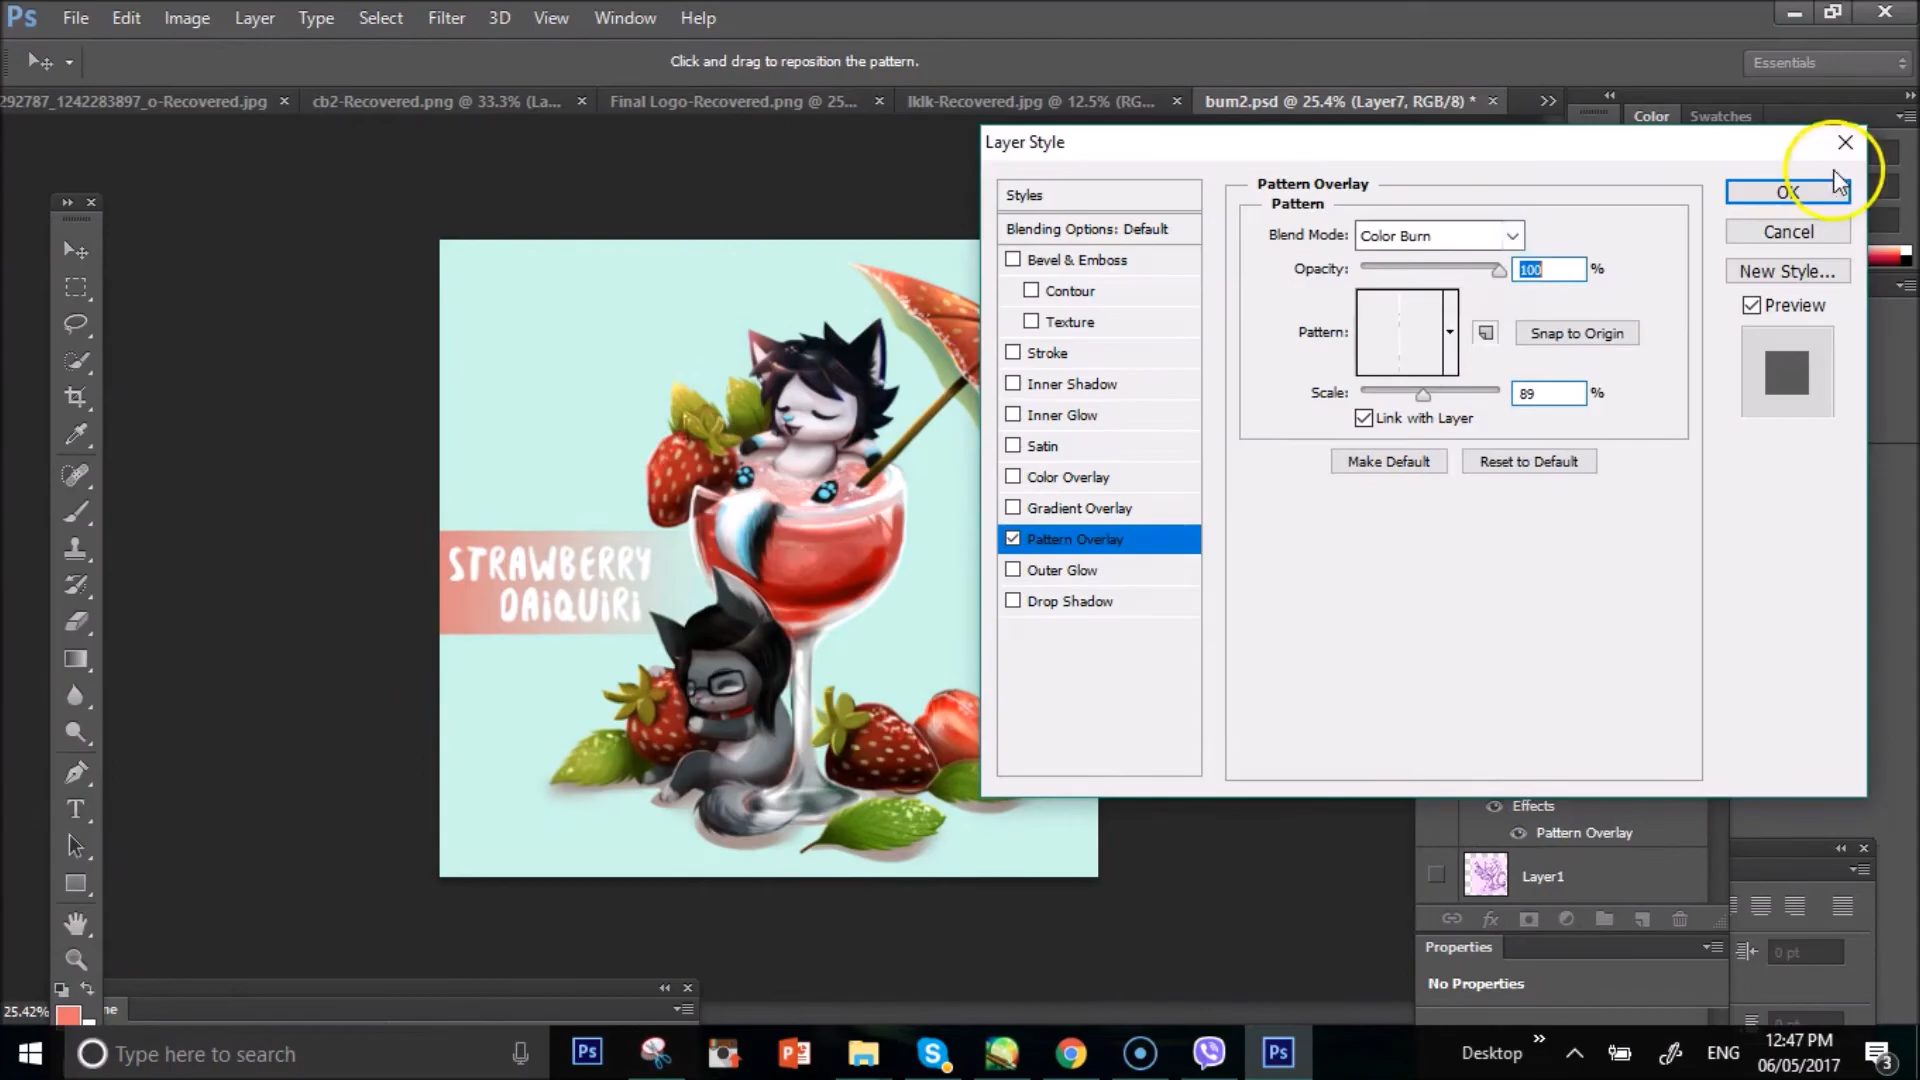 Ps File Edit Image Layer Type Select Filter 3D View Window Help
Click and drag to reposition the pattern.
Essentials
292787_1242283897_o-Recovered.jpg × cb2-Recovered.png @ 33.3% (La... × Final Logo-Recovered.png @ 25... × lklk-Recovered.jpg @ 12.5% (RG... × bum2.psd @ 25.4% (Layer7, RGB/8) * ×
Color Swatches
Layer Style
Styles
Blending Options: Default
Bevel & Emboss
Contour
Texture
Stroke
Inner Shadow
Inner Glow
Satin
Color Overlay
Gradient Overlay
Pattern Overlay
Outer Glow
Drop Shadow
Pattern Overlay
Pattern
Blend Mode: Color Burn
Opacity: 100 %
Pattern: Snap to Origin
Scale: 89 %
Link with Layer
Make Default Reset to Default
OK
Cancel
New Style...
Preview
STRAWBERRY
DAIQUIRI
Effects
Pattern Overlay
Layer1
fx
Properties
No Properties
0 pt
25.42%
ne
Type here to search
Ps
Ps
Desktop
ENG
12:47 PM
06/05/2017
3